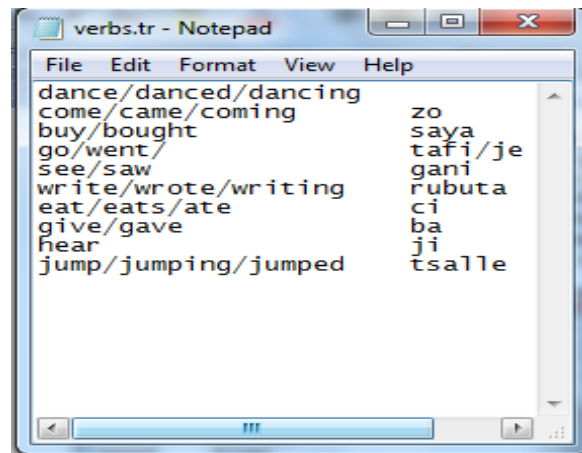 verbs.tr - Notepad
File Edit Format View Help
dance/danced/dancing
come/came/coming zo
buy/bought saya
go/went/ tafi/je
see/saw gani
write/wrote/writing rubuta
eat/eats/ate ci
give/gave ba
hear ji
jump/jumping/jumped tsalle